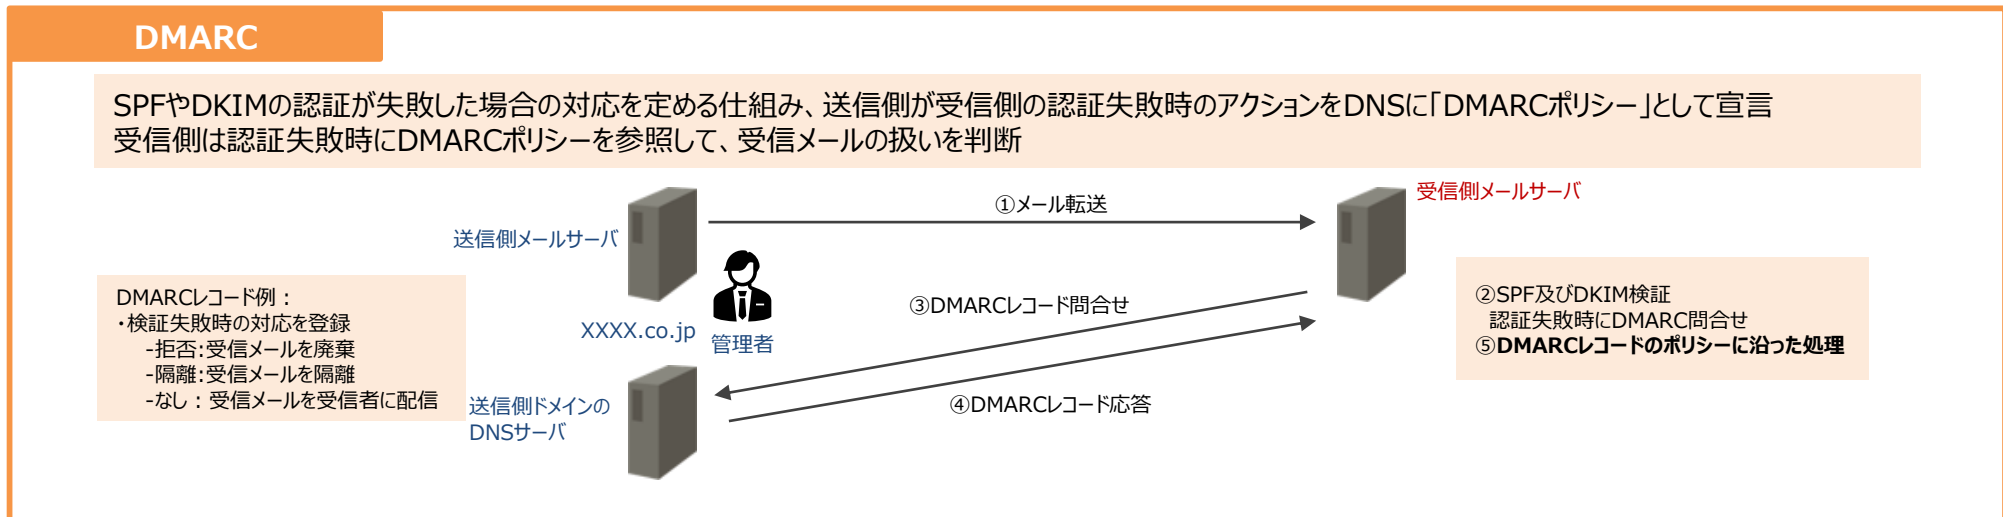 DMARC
SPFやDKIMの認証が失敗した場合の対応を定める仕組み、送信側が受信側の認証失敗時のアクションをDNSに「DMARCポリシー」として宣言
受信側は認証失敗時にDMARCポリシーを参照して、受信メールの扱いを判断
受信側メールサーバ
①メール転送
送信側メールサーバ
DMARCレコード例：
・検証失敗時の対応を登録
-拒否:受信メールを廃棄
-隔離:受信メールを隔離
-なし：受信メールを受信者に配信
XXXX.co.jp
管理者
③DMARCレコード問合せ
②SPF及びDKIM検証
認証失敗時にDMARC問合せ
⑤DMARCレコードのポリシーに沿った処理
④DMARCレコード応答
送信側ドメインの
DNSサーバ